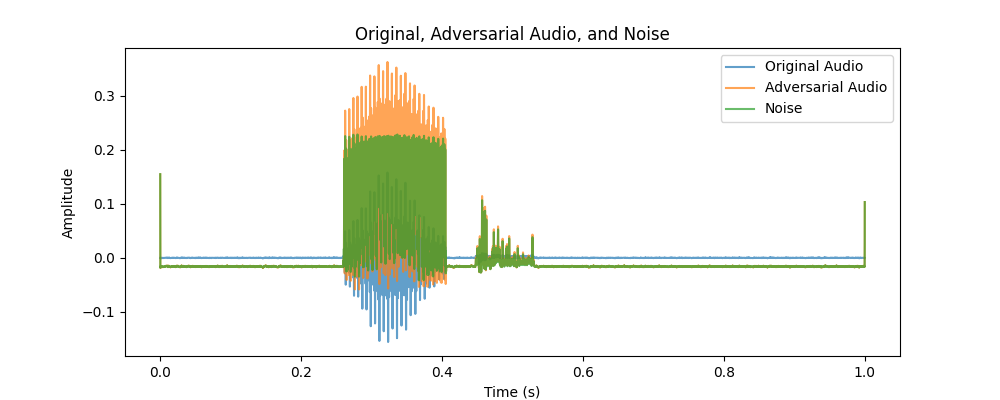 Original, Adversarial Audio, and Noise
Original Audio
Adversarial Audio
Noise
Amplitude
0.3
0.2
0.1
0.0
−0.1
0.0 0.2 0.4 0.6 0.8 1.0
Time (s)